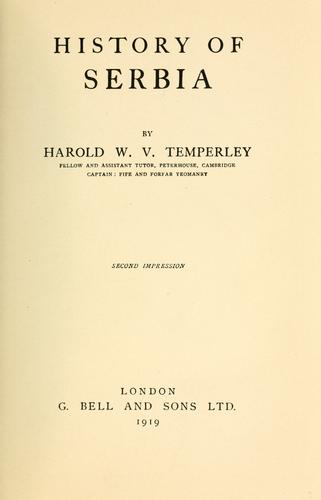 HISTORY OF
SERBIA
BY
HAROLD W. V. TEMPERLEY
FELLOW AND ASSISTANT TUTOR, PETERHOUSE, CAMBRIDGE
CAPTAIN: FIFE AND FORFAR YEOMANRY
SECOND IMPRESSION
LONDON
G. BELL AND SONS LTD.
1919